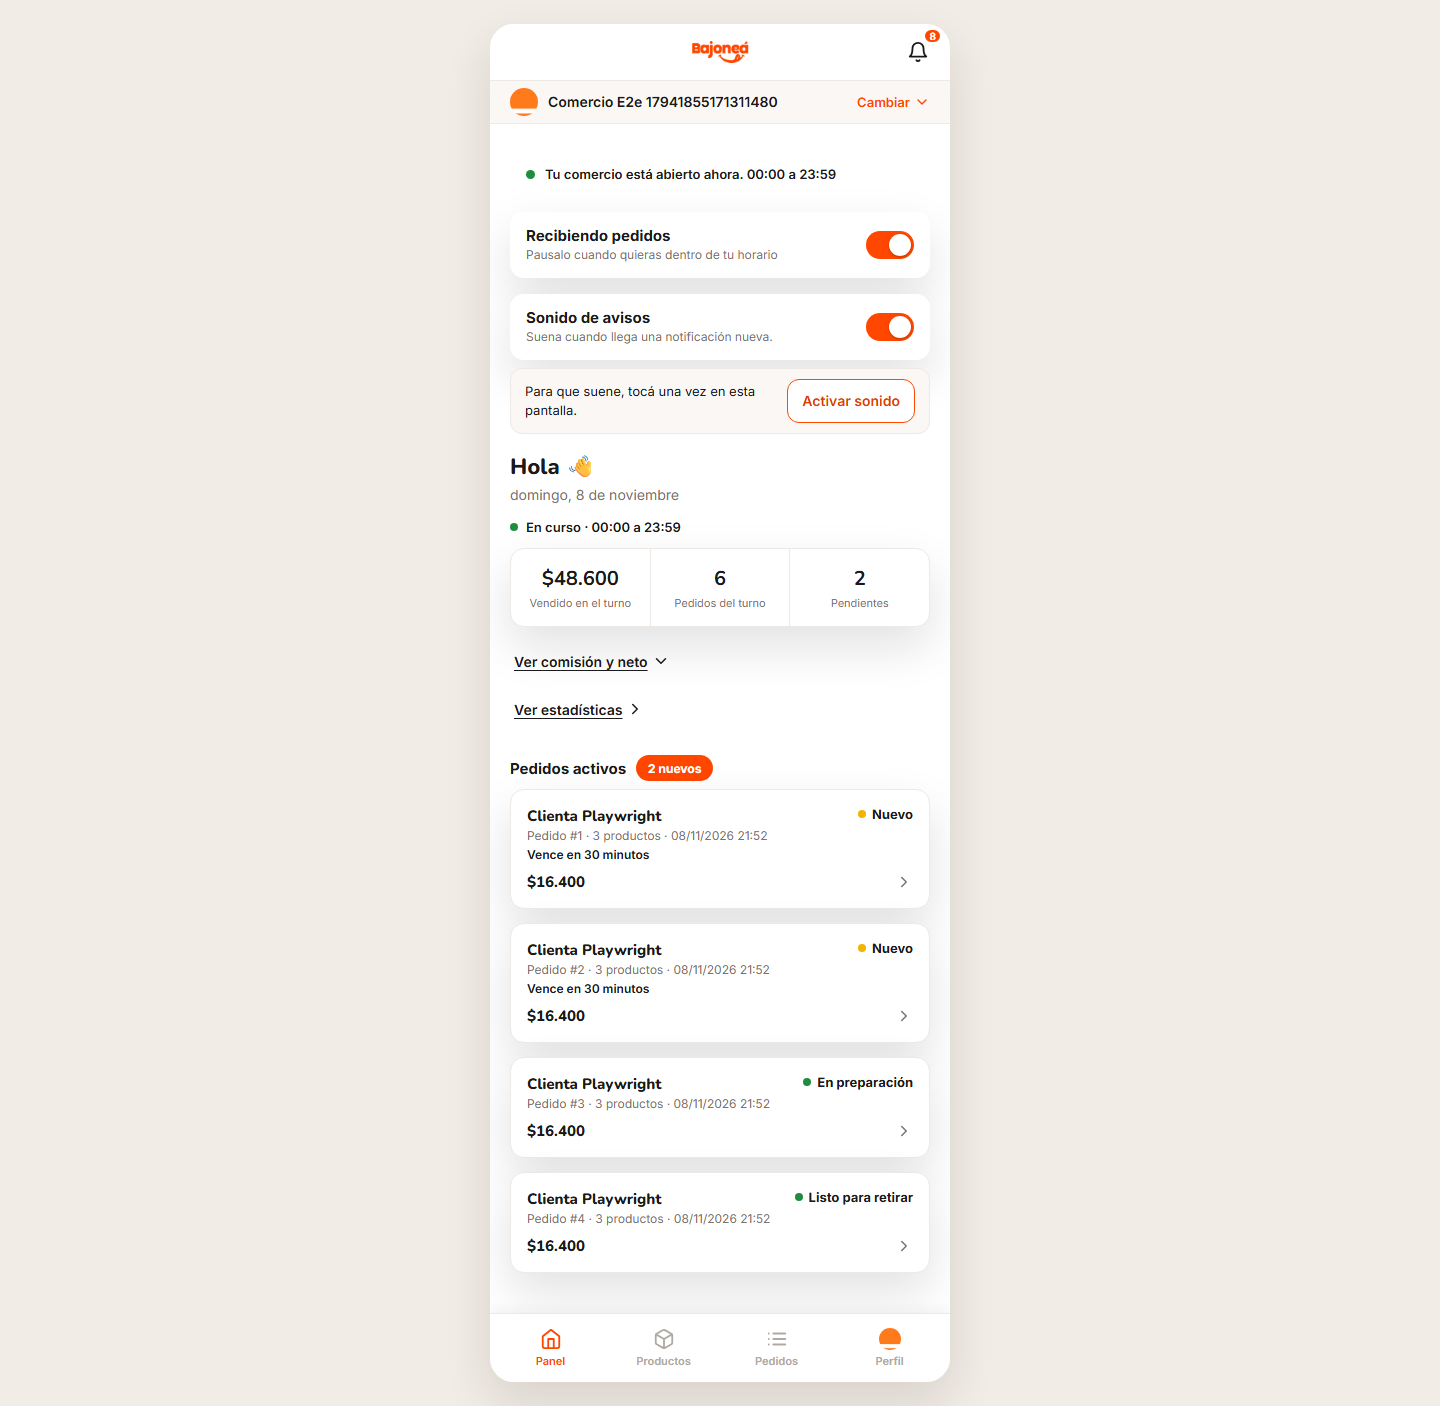 Bajoneá
8
Comercio E2e 17941855171311480
Cambiar
Tu comercio está abierto ahora. 00:00 a 23:59
Recibiendo pedidos
Pausalo cuando quieras dentro de tu horario
Sonido de avisos
Suena cuando llega una notificación nueva.
Para que suene, tocá una vez en esta
pantalla.
Activar sonido
Hola 👋
domingo, 8 de noviembre
En curso · 00:00 a 23:59
$48.600
Vendido en el turno
6
Pedidos del turno
2
Pendientes
Ver comisión y neto
Ver estadísticas
Pedidos activos
2 nuevos
Clienta Playwright
Nuevo
Pedido #1 · 3 productos · 08/11/2026 21:52
Vence en 30 minutos
$16.400
Clienta Playwright
Nuevo
Pedido #2 · 3 productos · 08/11/2026 21:52
Vence en 30 minutos
$16.400
Clienta Playwright
En preparación
Pedido #3 · 3 productos · 08/11/2026 21:52
$16.400
Clienta Playwright
Listo para retirar
Pedido #4 · 3 productos · 08/11/2026 21:52
$16.400
Panel
Productos
Pedidos
Perfil